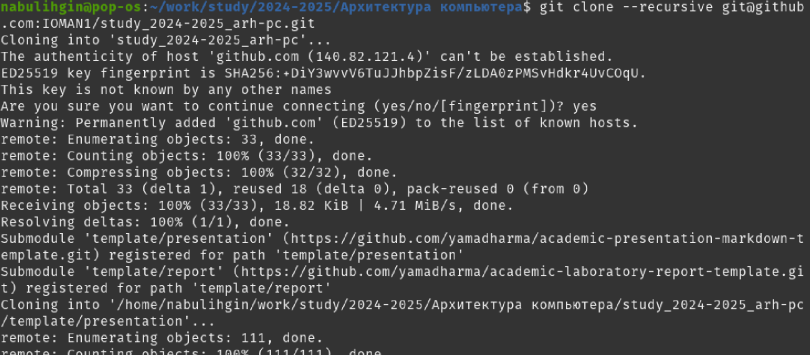 nabulihgin@pop-os:~/work/study/2024-2025/Архитектура компьютера$ git clone --recursive git@github
.com:IOMAN1/study_2024-2025_arh-pc.git
Cloning into 'study_2024-2025_arh-pc'...
The authenticity of host 'github.com (140.82.121.4)' can't be established.
ED25519 key fingerprint is SHA256:+DiY3wvvV6TuJJhbpZisF/zLDA0zPMSvHdkr4UvCOqU.
This key is not known by any other names
Are you sure you want to continue connecting (yes/no/[fingerprint])? yes
Warning: Permanently added 'github.com' (ED25519) to the list of known hosts.
remote: Enumerating objects: 33, done.
remote: Counting objects: 100% (33/33), done.
remote: Compressing objects: 100% (32/32), done.
remote: Total 33 (delta 1), reused 18 (delta 0), pack-reused 0 (from 0)
Receiving objects: 100% (33/33), 18.82 KiB | 4.71 MiB/s, done.
Resolving deltas: 100% (1/1), done.
Submodule 'template/presentation' (https://github.com/yamadharma/academic-presentation-markdown-t
emplate.git) registered for path 'template/presentation'
Submodule 'template/report' (https://github.com/yamadharma/academic-laboratory-report-template.gi
t) registered for path 'template/report'
Cloning into '/home/nabulihgin/work/study/2024-2025/Архитектура компьютера/study_2024-2025_arh-pc
/template/presentation'...
remote: Enumerating objects: 111, done.
remote: Counting objects: 100% (111/111), done.